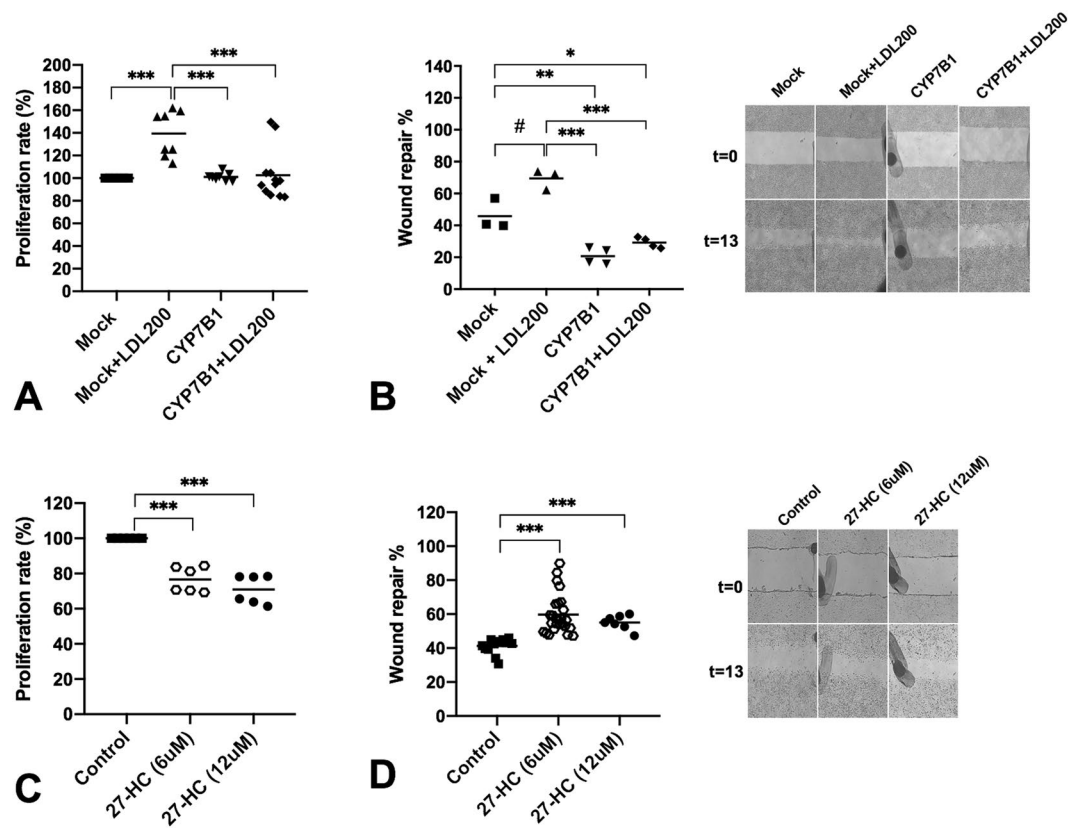 Proliferation rate (%)
200
180
160
140
120
100
80
60
40
20
0
***
***
***
Mock
Mock+LDL200
CYP7B1
CYP7B1+LDL200
A
Wound repair %
140
120
100
80
60
40
20
0
*
**
***
#
***
Mock
Mock + LDL200
CYP7B1
CYP7B1+LDL200
B
Mock
Mock+LDL200
CYP7B1
CYP7B1+LDL200
t=0
t=13
Proliferation rate (%)
120
100
80
60
40
20
0
***
***
Control
27-HC (6uM)
27-HC (12uM)
C
Wound repair %
120
100
80
60
40
20
0
***
***
Control
27-HC (6uM)
27-HC (12uM)
D
Control
27-HC (6uM)
27-HC (12uM)
t=0
t=13